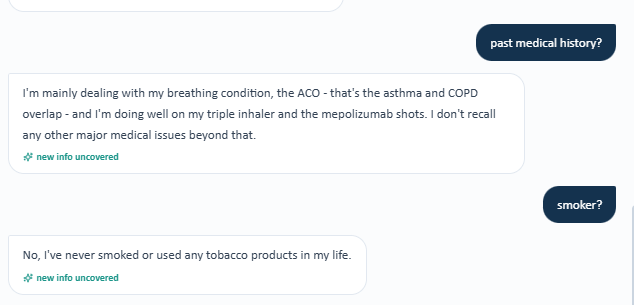 past medical history?
I'm mainly dealing with my breathing condition, the ACO - that's the asthma and COPD
overlap - and I'm doing well on my triple inhaler and the mepolizumab shots. I don't recall
any other major medical issues beyond that.
new info uncovered
smoker?
No, I've never smoked or used any tobacco products in my life.
new info uncovered